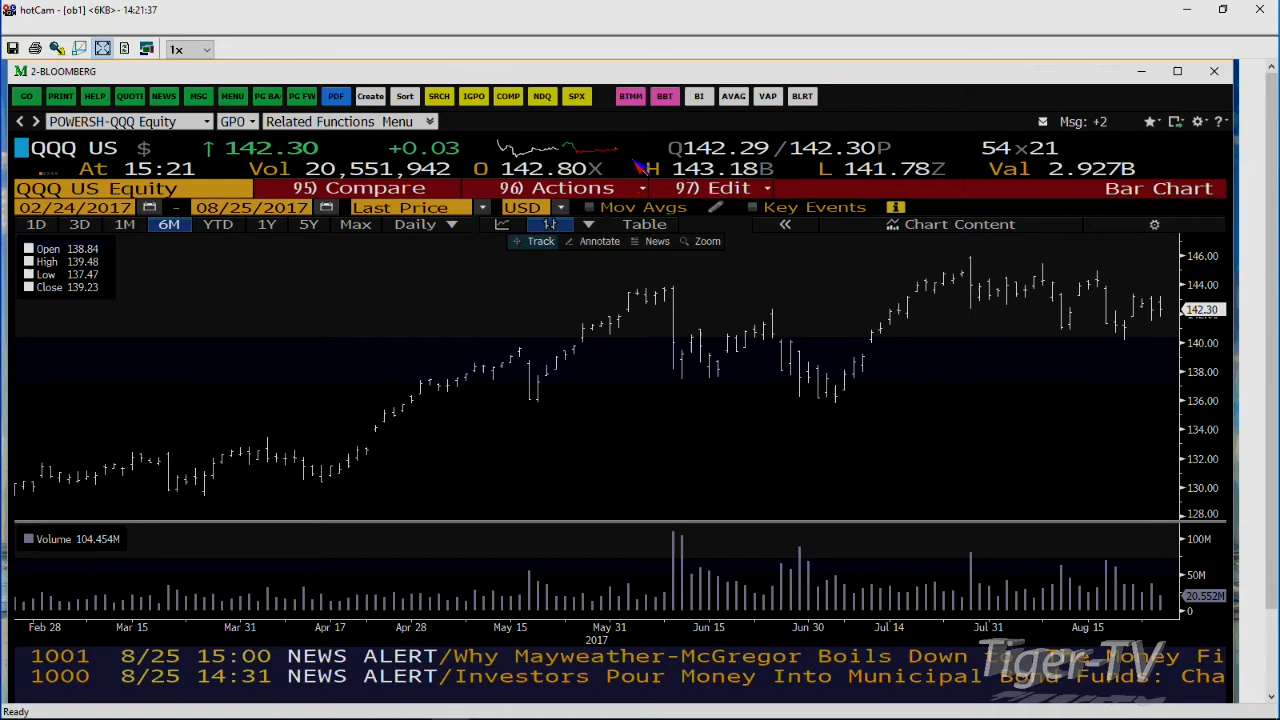 hotCam - [ob1] <6KB>- 14:21:37
1x
2-BLOOMBERG
GO PRINT HELP QUOTE NEWS MSG MENU PG BA PG FW PDF Create Sort SRCH IGPO COMP NDQ SPX BTMM BBT BI AVAG VAP BLRT
POWERSH-QQQ Equity GPO Related Functions Menu Msg: +2
QQQ US $ ↑ 142.30 +0.03 Q142.29 /142.30P 54×21
At 15:21 Vol 20,551,942 O 142.80X H 143.18B L 141.78Z Val 2.927B
QQQ US Equity 95) Compare 96) Actions 97) Edit Bar Chart
02/24/2017 - 08/25/2017 Last Price USD Mov Avgs Key Events
1D 3D 1M 6M YTD 1Y 5Y Max Daily ▼ Table « Chart Content
Track Annotate News Zoom
Open 138.84
High 139.48
Low 137.47
Close 139.23
146.00
144.00
142.30
140.00
138.00
136.00
134.00
132.00
130.00
128.00
Volume 104.454M
100M
50M
20.552M
0
Feb 28 Mar 15 Mar 31 Apr 17 Apr 28 May 15 May 31 Jun 15 Jun 30 Jul 14 Jul 31 Aug 15
2017
1001 8/25 15:00 NEWS ALERT/Why Mayweather-McGregor Boils Down Money Fi
1000 8/25 14:31 NEWS ALERT/Investors Pour Money Into Municipal Bond Funds: Cha
Tiger-TV
Ready